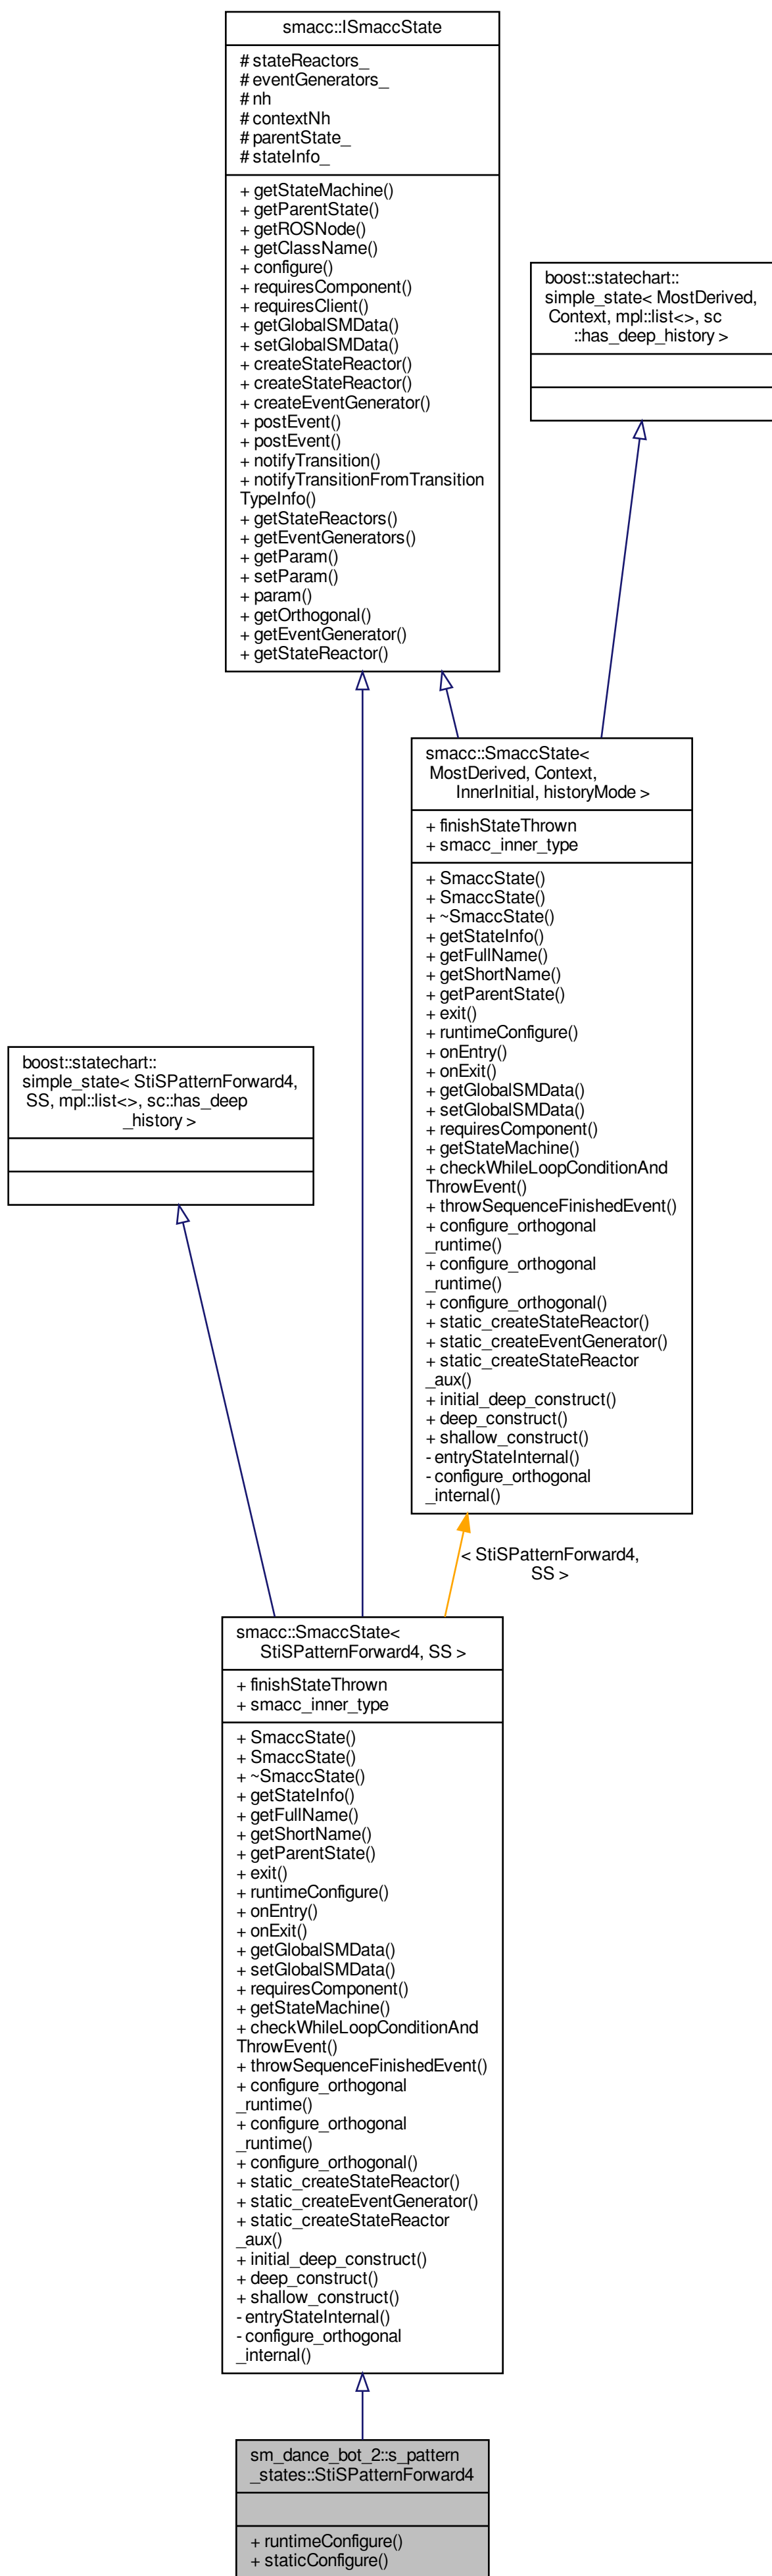 smacc::ISmaccState
# stateReactors_
# eventGenerators_
# nh
# contextNh
# parentState_
# stateInfo_
+ getStateMachine()
+ getParentState()
+ getROSNode()
+ getClassName()
+ configure()
+ requiresComponent()
+ requiresClient()
+ getGlobalSMData()
+ setGlobalSMData()
+ createStateReactor()
+ createStateReactor()
+ createEventGenerator()
+ postEvent()
+ postEvent()
+ notifyTransition()
+ notifyTransitionFromTransition
TypeInfo()
+ getStateReactors()
+ getEventGenerators()
+ getParam()
+ setParam()
+ param()
+ getOrthogonal()
+ getEventGenerator()
+ getStateReactor()
boost::statechart::
simple_state< MostDerived,
Context, mpl::list<>, sc
::has_deep_history >
smacc::SmaccState<
MostDerived, Context,
InnerInitial, historyMode >
+ finishStateThrown
+ smacc_inner_type
+ SmaccState()
+ SmaccState()
+ ~SmaccState()
+ getStateInfo()
+ getFullName()
+ getShortName()
+ getParentState()
+ exit()
+ runtimeConfigure()
+ onEntry()
+ onExit()
+ getGlobalSMData()
+ setGlobalSMData()
+ requiresComponent()
+ getStateMachine()
+ checkWhileLoopConditionAnd
ThrowEvent()
+ throwSequenceFinishedEvent()
+ configure_orthogonal
_runtime()
+ configure_orthogonal
_runtime()
+ configure_orthogonal()
+ static_createStateReactor()
+ static_createEventGenerator()
+ static_createStateReactor
_aux()
+ initial_deep_construct()
+ deep_construct()
+ shallow_construct()
- entryStateInternal()
- configure_orthogonal
_internal()
boost::statechart::
simple_state< StiSPatternForward4,
SS, mpl::list<>, sc::has_deep
_history >
< StiSPatternForward4,
SS >
smacc::SmaccState<
StiSPatternForward4, SS >
+ finishStateThrown
+ smacc_inner_type
+ SmaccState()
+ SmaccState()
+ ~SmaccState()
+ getStateInfo()
+ getFullName()
+ getShortName()
+ getParentState()
+ exit()
+ runtimeConfigure()
+ onEntry()
+ onExit()
+ getGlobalSMData()
+ setGlobalSMData()
+ requiresComponent()
+ getStateMachine()
+ checkWhileLoopConditionAnd
ThrowEvent()
+ throwSequenceFinishedEvent()
+ configure_orthogonal
_runtime()
+ configure_orthogonal
_runtime()
+ configure_orthogonal()
+ static_createStateReactor()
+ static_createEventGenerator()
+ static_createStateReactor
_aux()
+ initial_deep_construct()
+ deep_construct()
+ shallow_construct()
- entryStateInternal()
- configure_orthogonal
_internal()
sm_dance_bot_2::s_pattern
_states::StiSPatternForward4
+ runtimeConfigure()
+ staticConfigure()